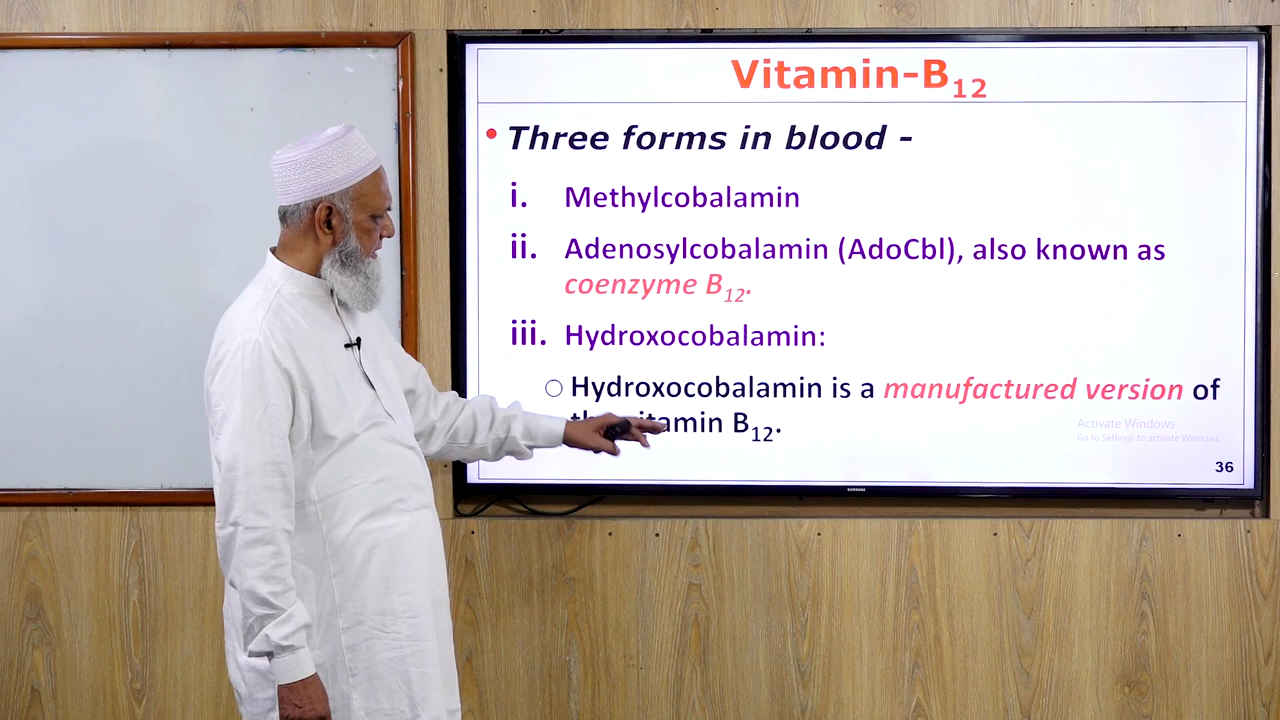 Vitamin-B12
• Three forms in blood -
i. Methylcobalamin
ii. Adenosylcobalamin (AdoCbl), also known as
coenzyme B12.
iii. Hydroxocobalamin:
○ Hydroxocobalamin is a manufactured version of
B12.
Activate Windows
Go to Settings to activate Windows.
36
SAMSUNG